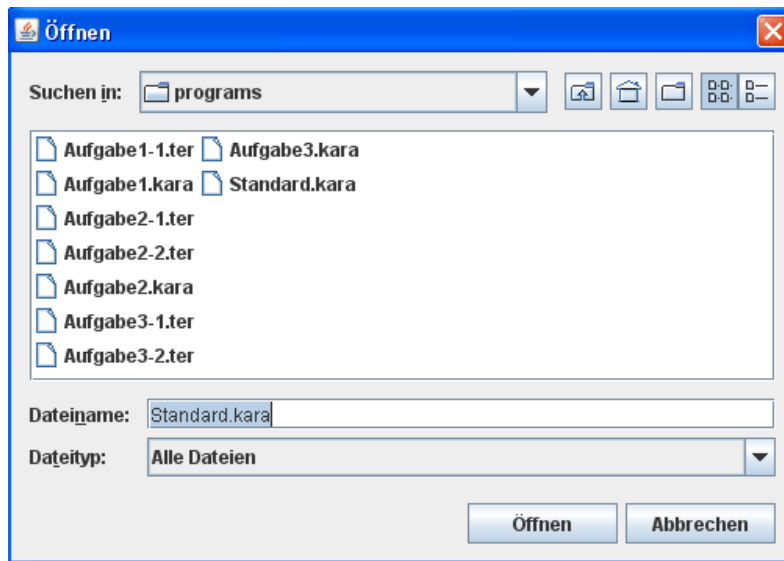 Öffnen
Suchen in: programs
Aufgabe1-1.ter Aufgabe3.kara
Aufgabe1.kara Standard.kara
Aufgabe2-1.ter
Aufgabe2-2.ter
Aufgabe2.kara
Aufgabe3-1.ter
Aufgabe3-2.ter
Dateiname: Standard.kara
Dateityp: Alle Dateien
Öffnen Abbrechen